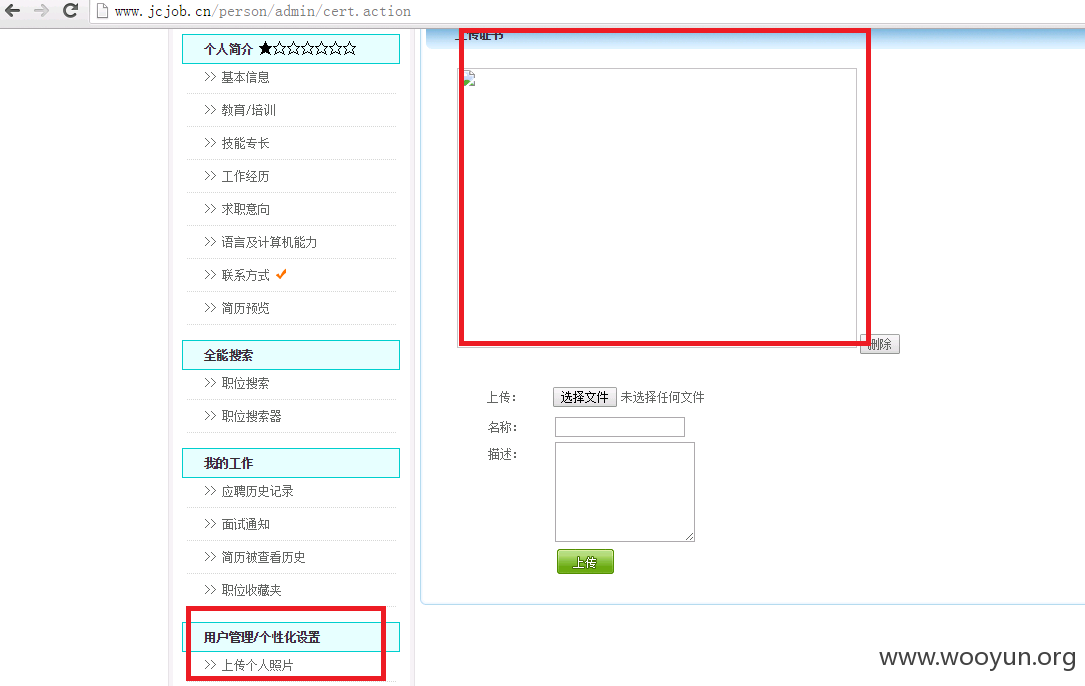 www.jcjob.cn/person/admin/cert.action
个人简介 ★☆☆☆☆☆☆
>> 基本信息
>> 教育/培训
>> 技能专长
>> 工作经历
>> 求职意向
>> 语言及计算机能力
>> 联系方式
>> 简历预览
全能搜索
>> 职位搜索
>> 职位搜索器
我的工作
>> 应聘历史记录
>> 面试通知
>> 简历被查看历史
>> 职位收藏夹
用户管理/个性化设置
>> 上传个人照片
上传证书
删除
上传: 选择文件 未选择任何文件
名称:
描述:
上传
www.wooyun.org